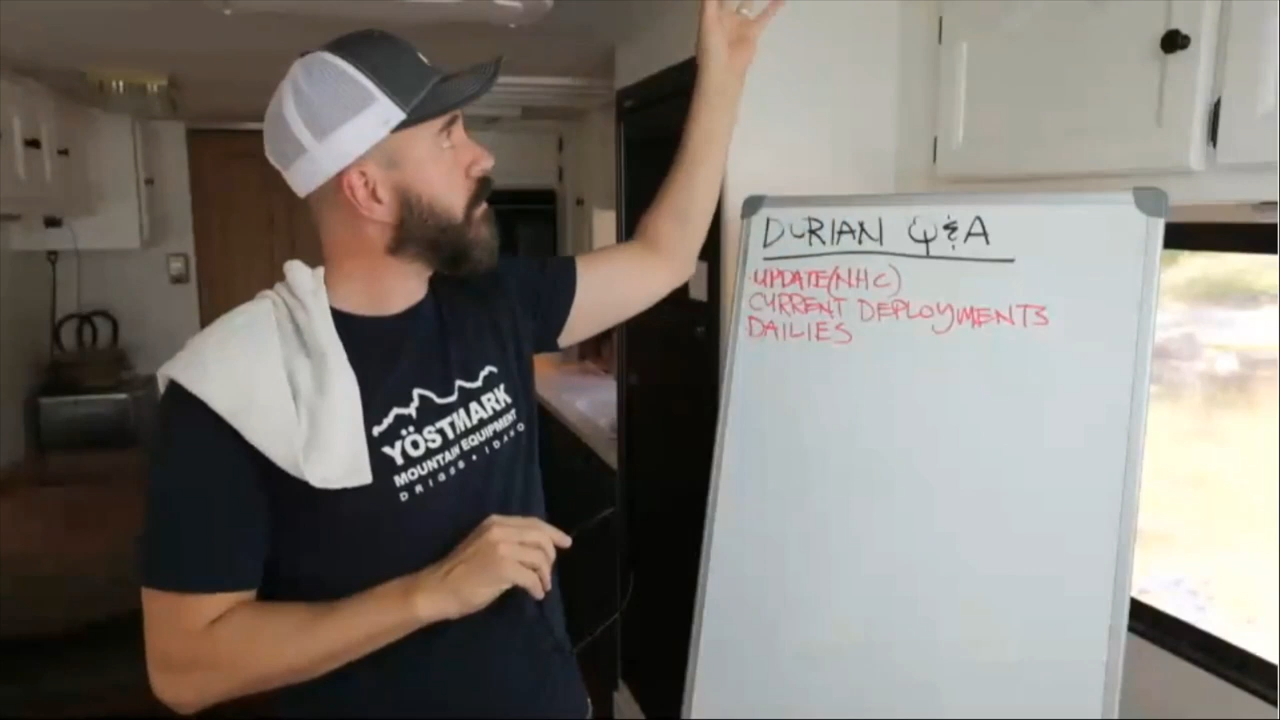 DURIAN Q&A
UPDATE(NHC)
CURRENT DEPLOYMENTS
DAILIES
YÖSTMARK
MOUNTAIN EQUIPMENT
DRIGGS • IDAHO